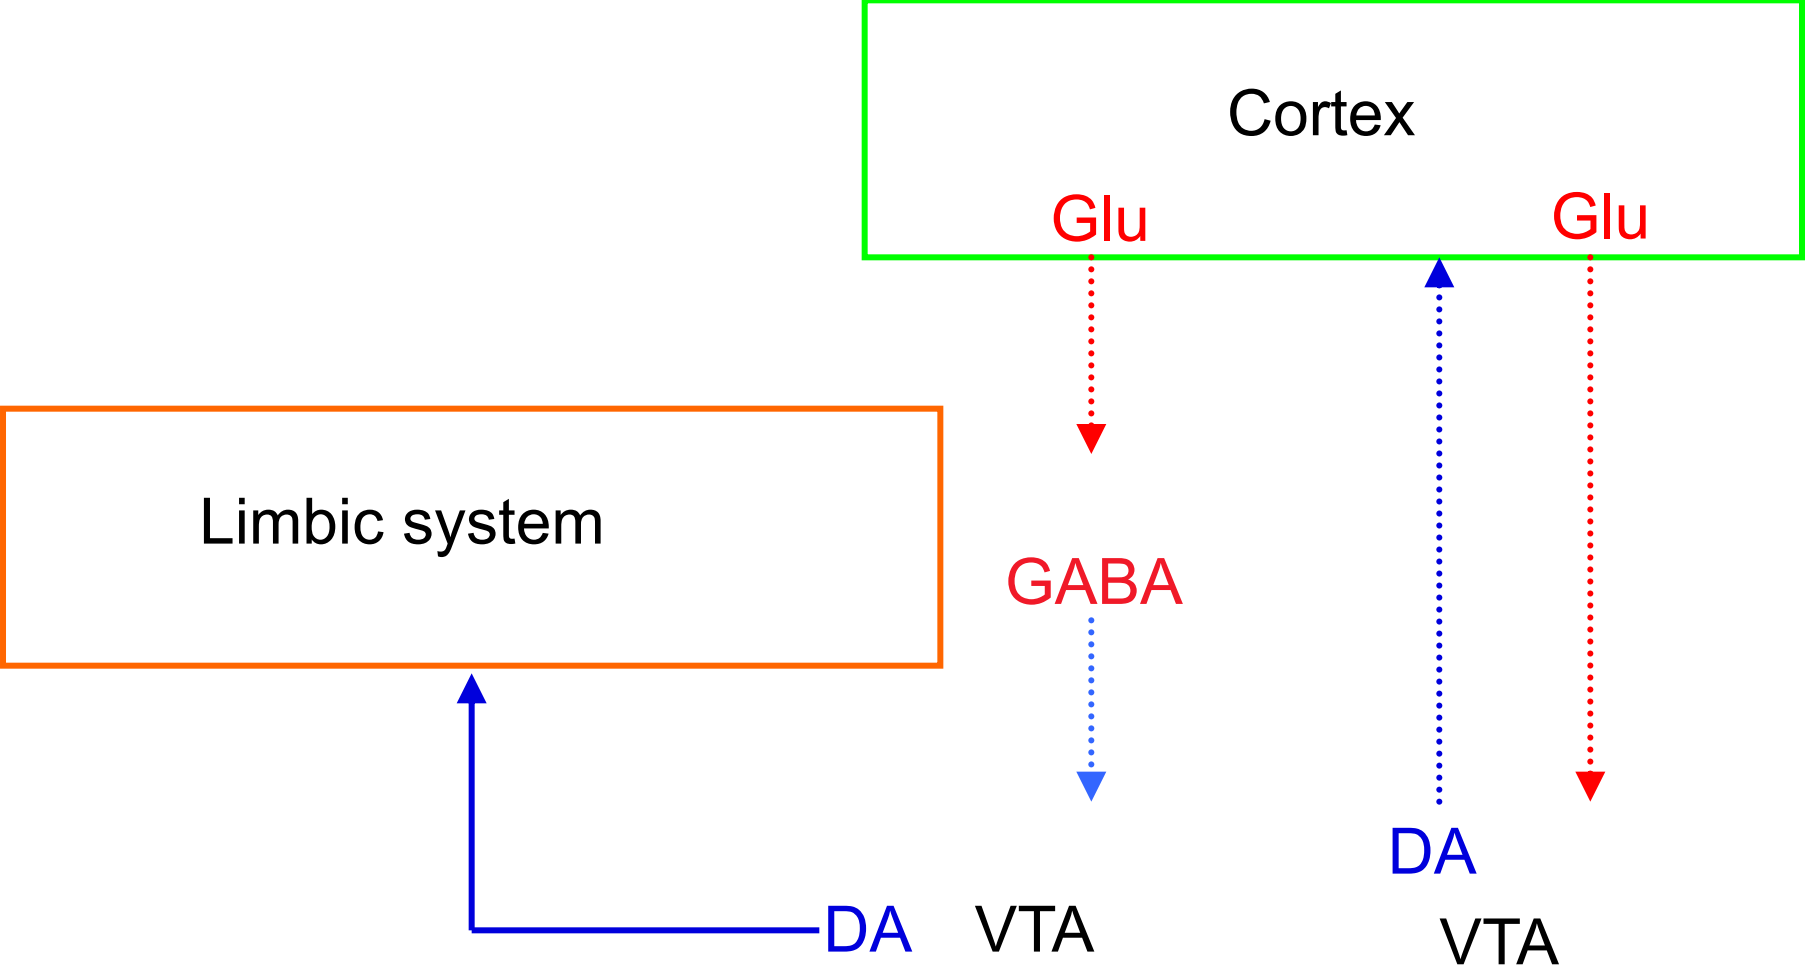 Cortex
Glu Glu
Limbic system
GABA
DA
DA VTA
VTA